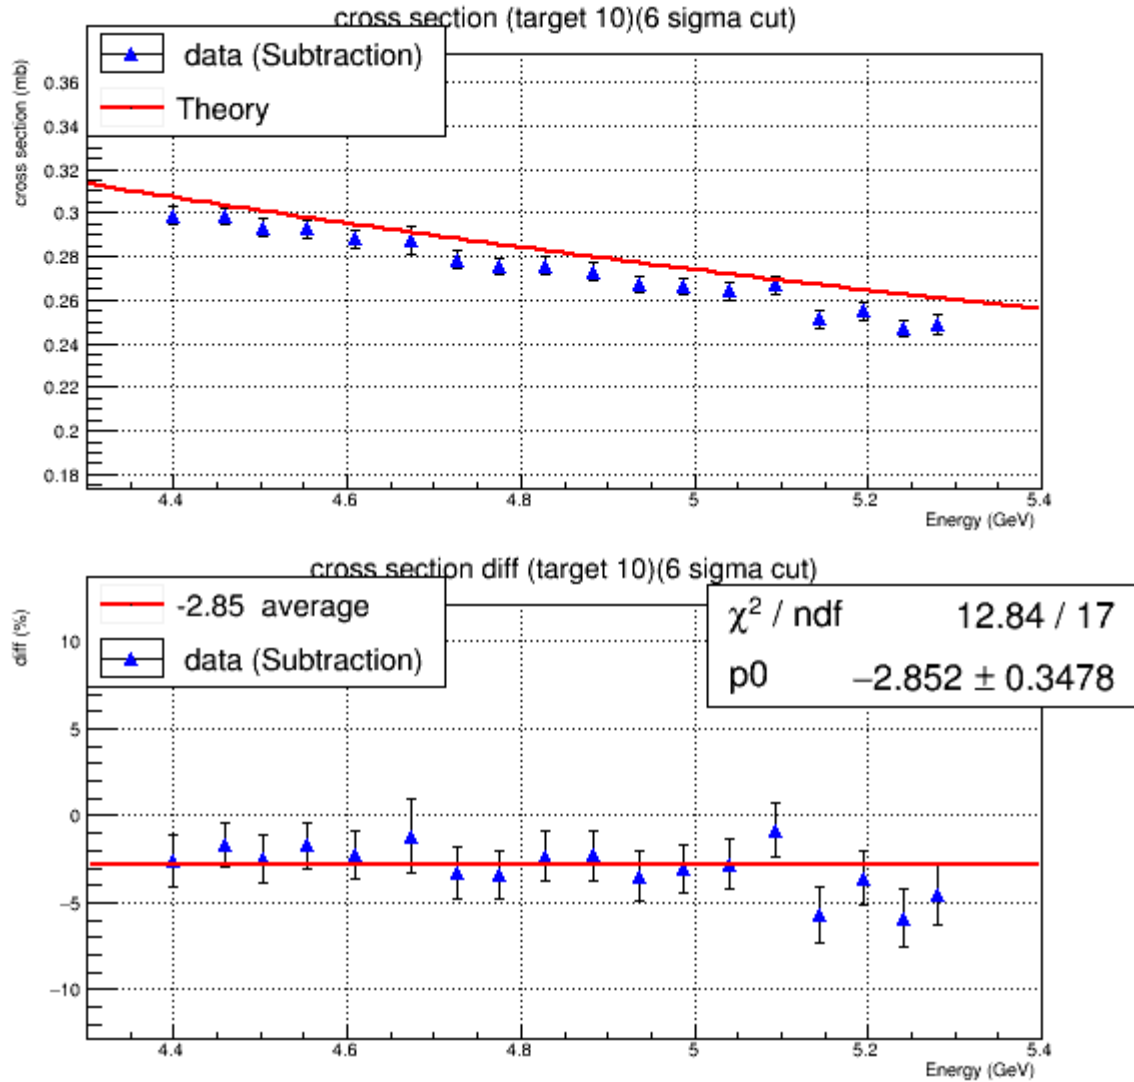 cross section (target 10)(6 sigma cut)
data (Subtraction)
Theory
cross section (mb)
0.36
0.34
0.32
0.3
0.28
0.26
0.24
0.22
0.2
0.18
4.4 4.6 4.8 5 5.2 5.4
Energy (GeV)
cross section diff (target 10)(6 sigma cut)
-2.85 average
data (Subtraction)
χ² / ndf 12.84 / 17
p0 −2.852 ± 0.3478
diff (%)
10
5
0
−5
−10
4.4 4.6 4.8 5 5.2 5.4
Energy (GeV)